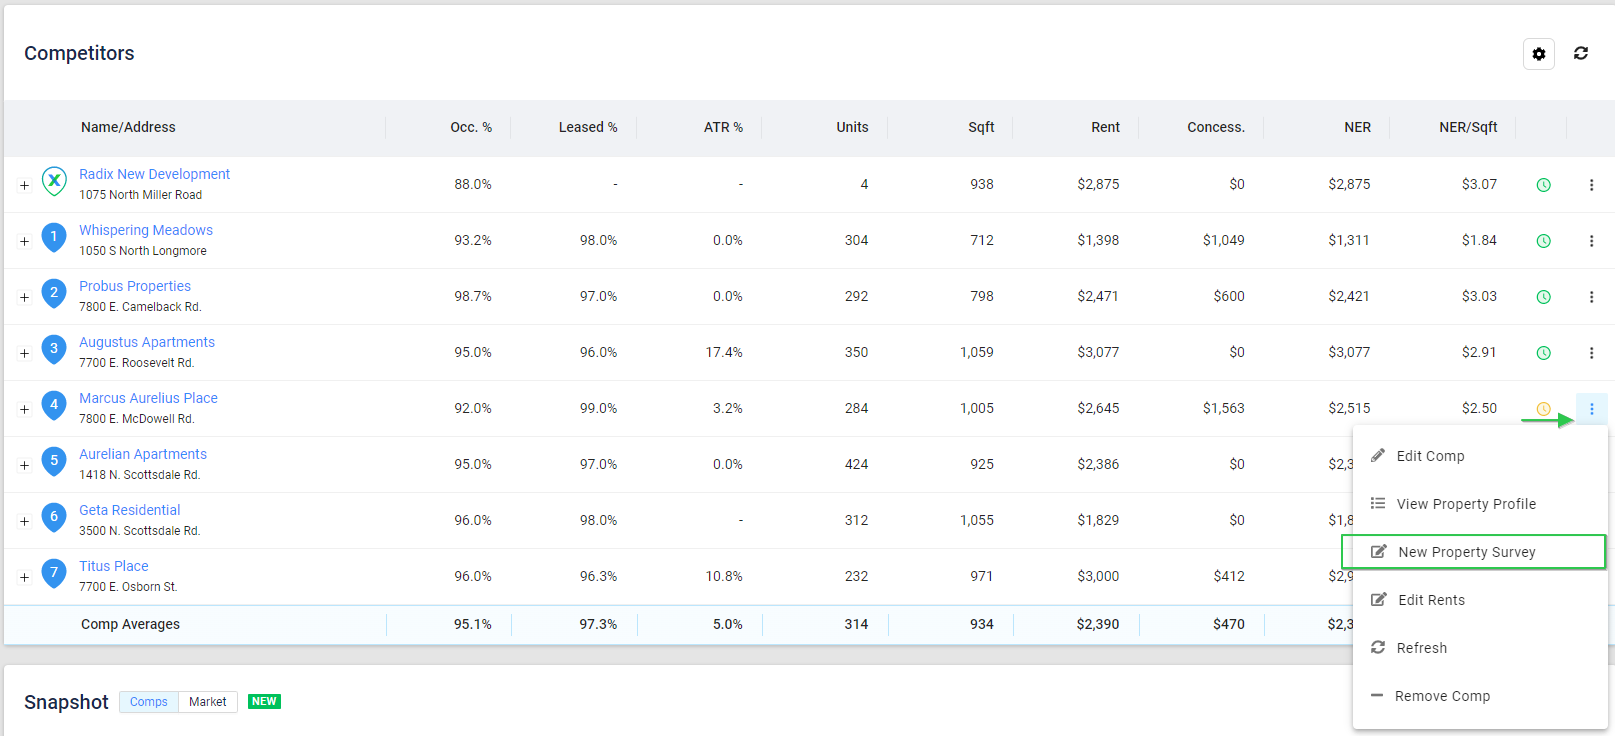 Competitors
Name/Address Occ. % Leased % ATR % Units Sqft Rent Concess. NER NER/Sqft
Radix New Development
1075 North Miller Road
88.0% - - 4 938 $2,875 $0 $2,875 $3.07
1 Whispering Meadows
1050 S North Longmore
93.2% 98.0% 0.0% 304 712 $1,398 $1,049 $1,311 $1.84
2 Probus Properties
7800 E. Camelback Rd.
98.7% 97.0% 0.0% 292 798 $2,471 $600 $2,421 $3.03
3 Augustus Apartments
7700 E. Roosevelt Rd.
95.0% 96.0% 17.4% 350 1,059 $3,077 $0 $3,077 $2.91
4 Marcus Aurelius Place
7800 E. McDowell Rd.
92.0% 99.0% 3.2% 284 1,005 $2,645 $1,563 $2,515 $2.50
5 Aurelian Apartments
1418 N. Scottsdale Rd.
95.0% 97.0% 0.0% 424 925 $2,386 $0 $2,3
6 Geta Residential
3500 N. Scottsdale Rd.
96.0% 98.0% - 312 1,055 $1,829 $0 $1,8
7 Titus Place
7700 E. Osborn St.
96.0% 96.3% 10.8% 232 971 $3,000 $412 $2,9
Comp Averages 95.1% 97.3% 5.0% 314 934 $2,390 $470 $2,3
Edit Comp
View Property Profile
New Property Survey
Edit Rents
Refresh
Remove Comp
Snapshot Comps Market NEW